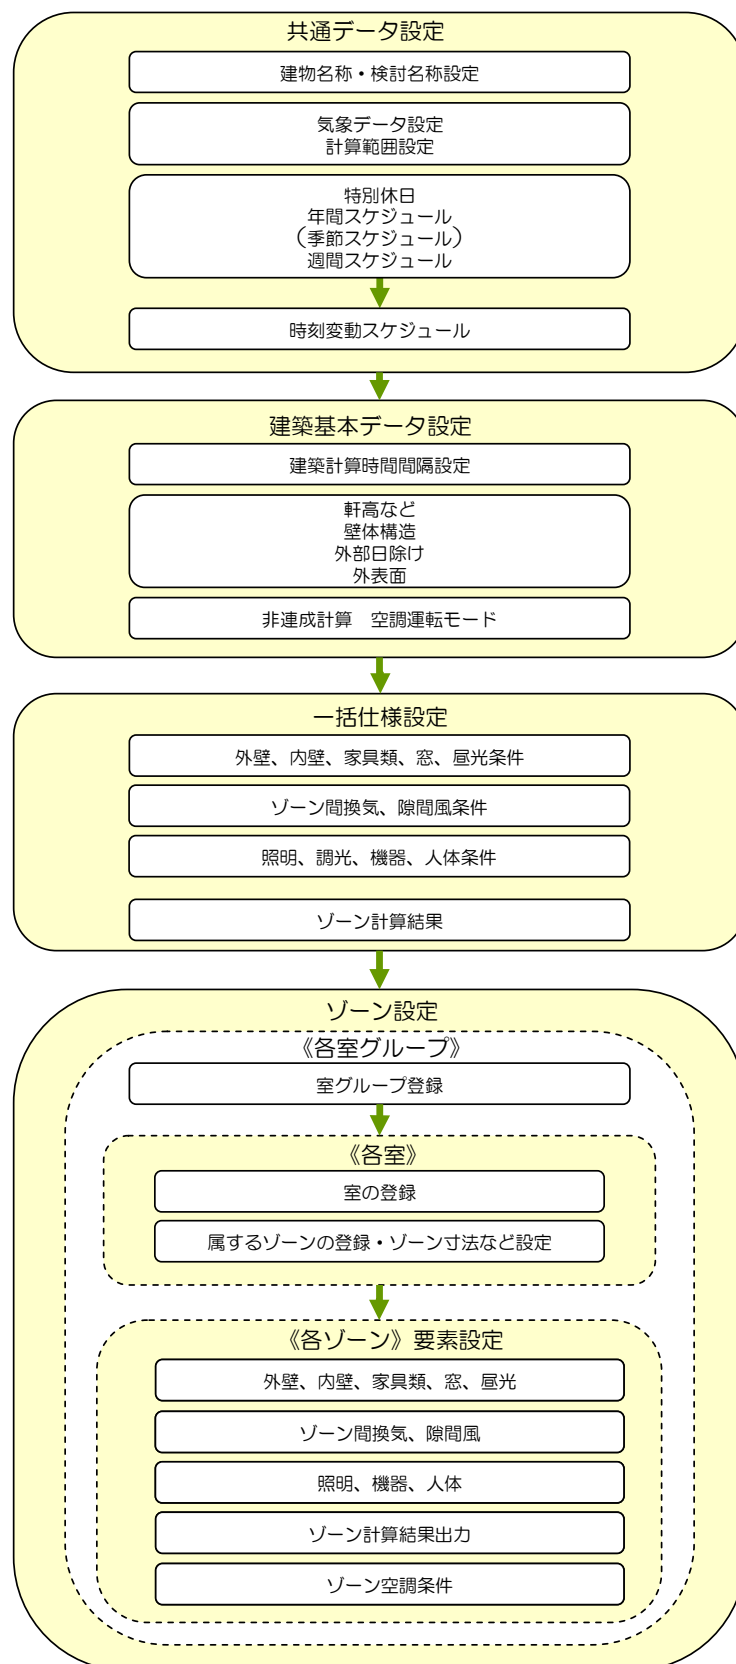 共通データ設定
建物名称・検討名称設定
気象データ設定
計算範囲設定
特別休日
年間スケジュール
(季節スケジュール)
週間スケジュール
時刻変動スケジュール
建築基本データ設定
建築計算時間間隔設定
軒高など
壁体構造
外部日除け
外表面
非連成計算　空調運転モード
一括仕様設定
外壁、内壁、家具類、窓、昼光条件
ゾーン間換気、隙間風条件
照明、調光、機器、人体条件
ゾーン計算結果
ゾーン設定
《各室グループ》
室グループ登録
《各室》
室の登録
属するゾーンの登録・ゾーン寸法など設定
《各ゾーン》要素設定
外壁、内壁、家具類、窓、昼光
ゾーン間換気、隙間風
照明、機器、人体
ゾーン計算結果出力
ゾーン空調条件